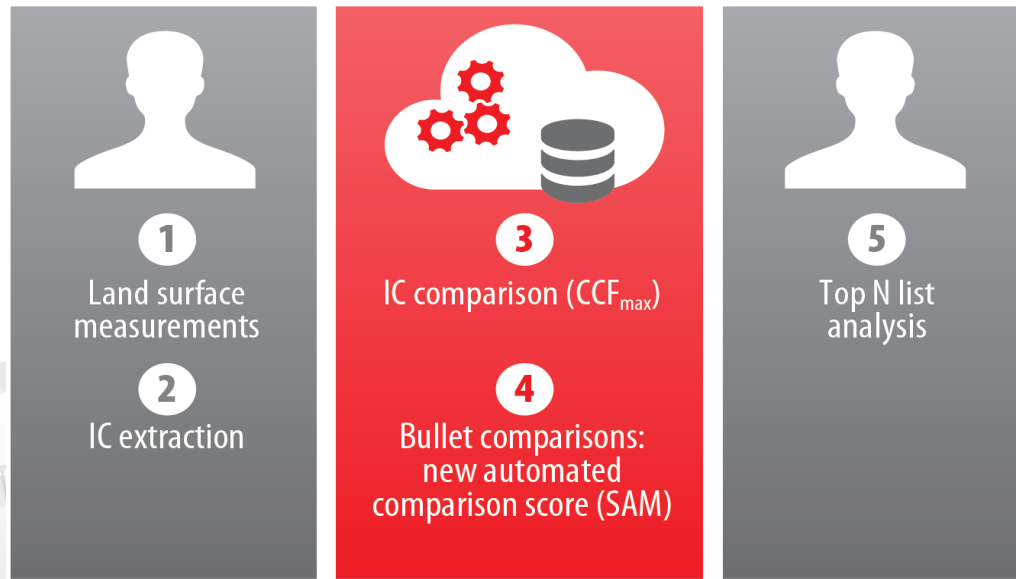 1
Land surface
measurements
2
IC extraction
3
IC comparison (CCFmax)
4
Bullet comparisons:
new automated
comparison score (SAM)
5
Top N list
analysis